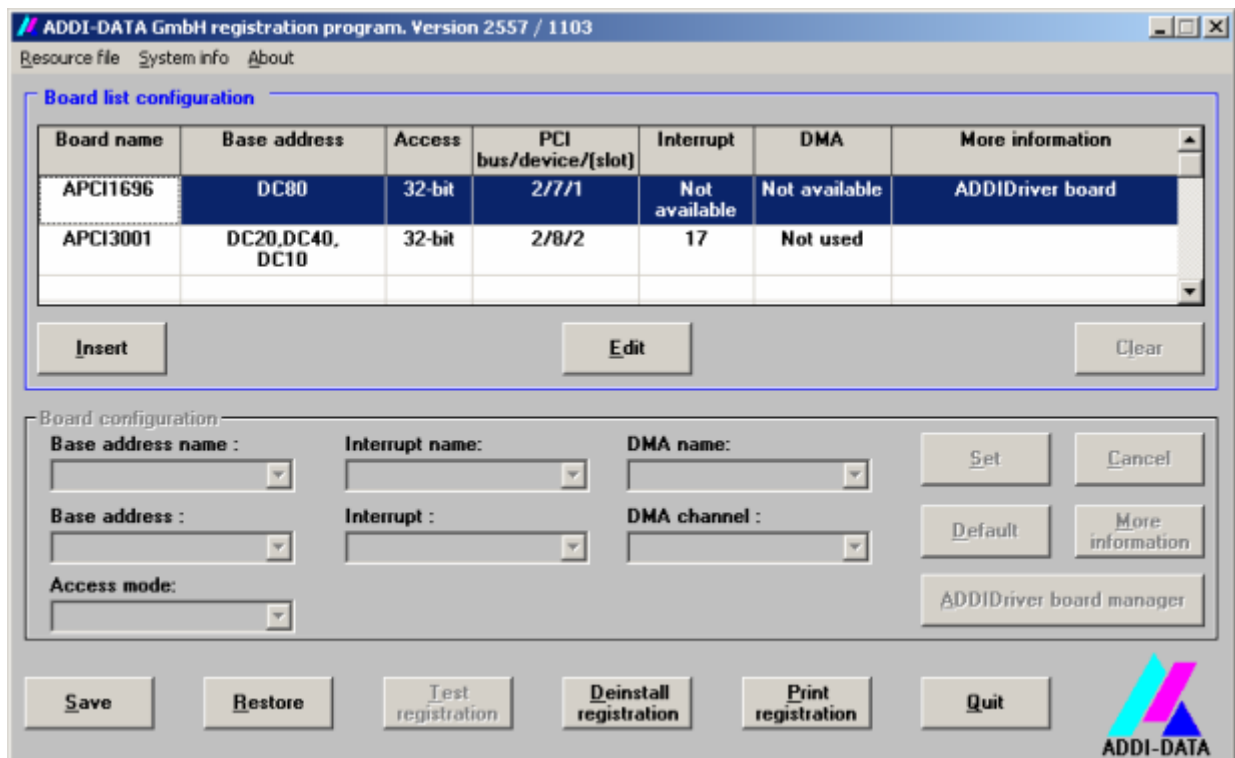 ADDI-DATA GmbH registration program. Version 2557 / 1103
Resource file System info About
Board list configuration
Board name Base address Access PCI bus/device/(slot) Interrupt DMA More information
APCI1696 DC80 32-bit 2/7/1 Not available Not available ADDIDriver board
APCI3001 DC20,DC40, DC10 32-bit 2/8/2 17 Not used
Insert Edit Clear
Board configuration
Base address name : Interrupt name: DMA name:
Set Cancel
Base address : Interrupt : DMA channel :
Default More information
Access mode:
ADDIDriver board manager
Save Restore Test registration Deinstall registration Print registration Quit
ADDI-DATA